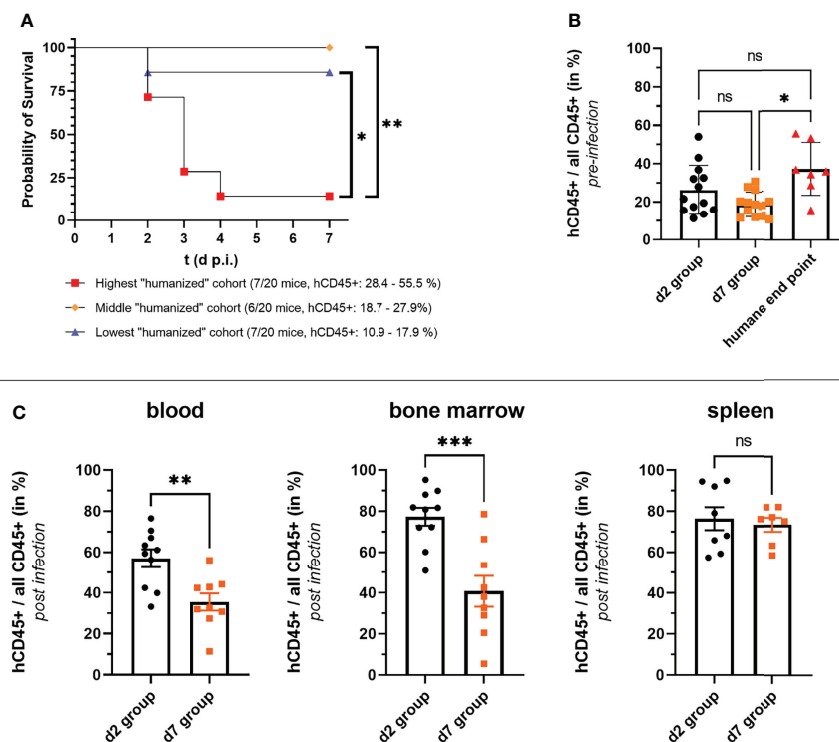 A
Probability of Survival
100
75
50
25
0
0 1 2 3 4 5 6 7
t (d p.i.)
*
**
Highest "humanized" cohort (7/20 mice, hCD45+: 28.4 - 55.5 %)
Middle "humanized" cohort (6/20 mice, hCD45+: 18.7 - 27.9%)
Lowest "humanized" cohort (7/20 mice, hCD45+: 10.9 - 17.9 %)
B
hCD45+ / all CD45+ (in %)
pre-infection
100
80
60
40
20
0
ns
ns
*
d2 group
d7 group
humane end point
C
blood
hCD45+ / all CD45+ (in %)
post infection
100
80
60
40
20
0
**
d2 group
d7 group
bone marrow
hCD45+ / all CD45+ (in %)
post infection
100
80
60
40
20
0
***
d2 group
d7 group
spleen
hCD45+ / all CD45+ (in %)
post infection
100
80
60
40
20
0
ns
d2 group
d7 group